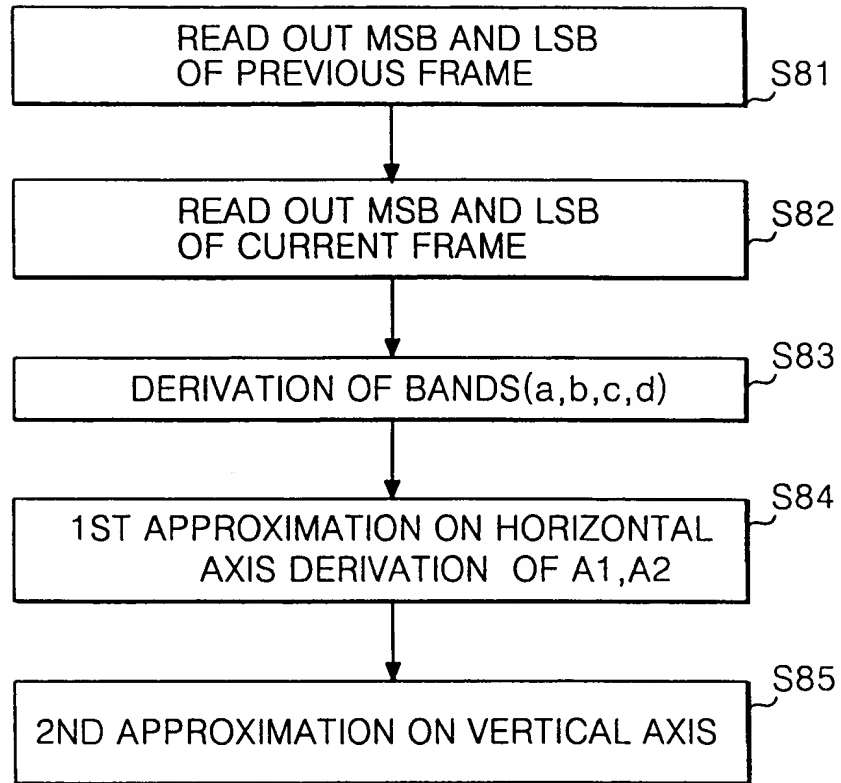 READ OUT MSB AND LSB
OF PREVIOUS FRAME
S81
READ OUT MSB AND LSB
OF CURRENT FRAME
S82
DERIVATION OF BANDS(a,b,c,d)
S83
1ST APPROXIMATION ON HORIZONTAL
AXIS DERIVATION OF A1,A2
S84
2ND APPROXIMATION ON VERTICAL AXIS
S85